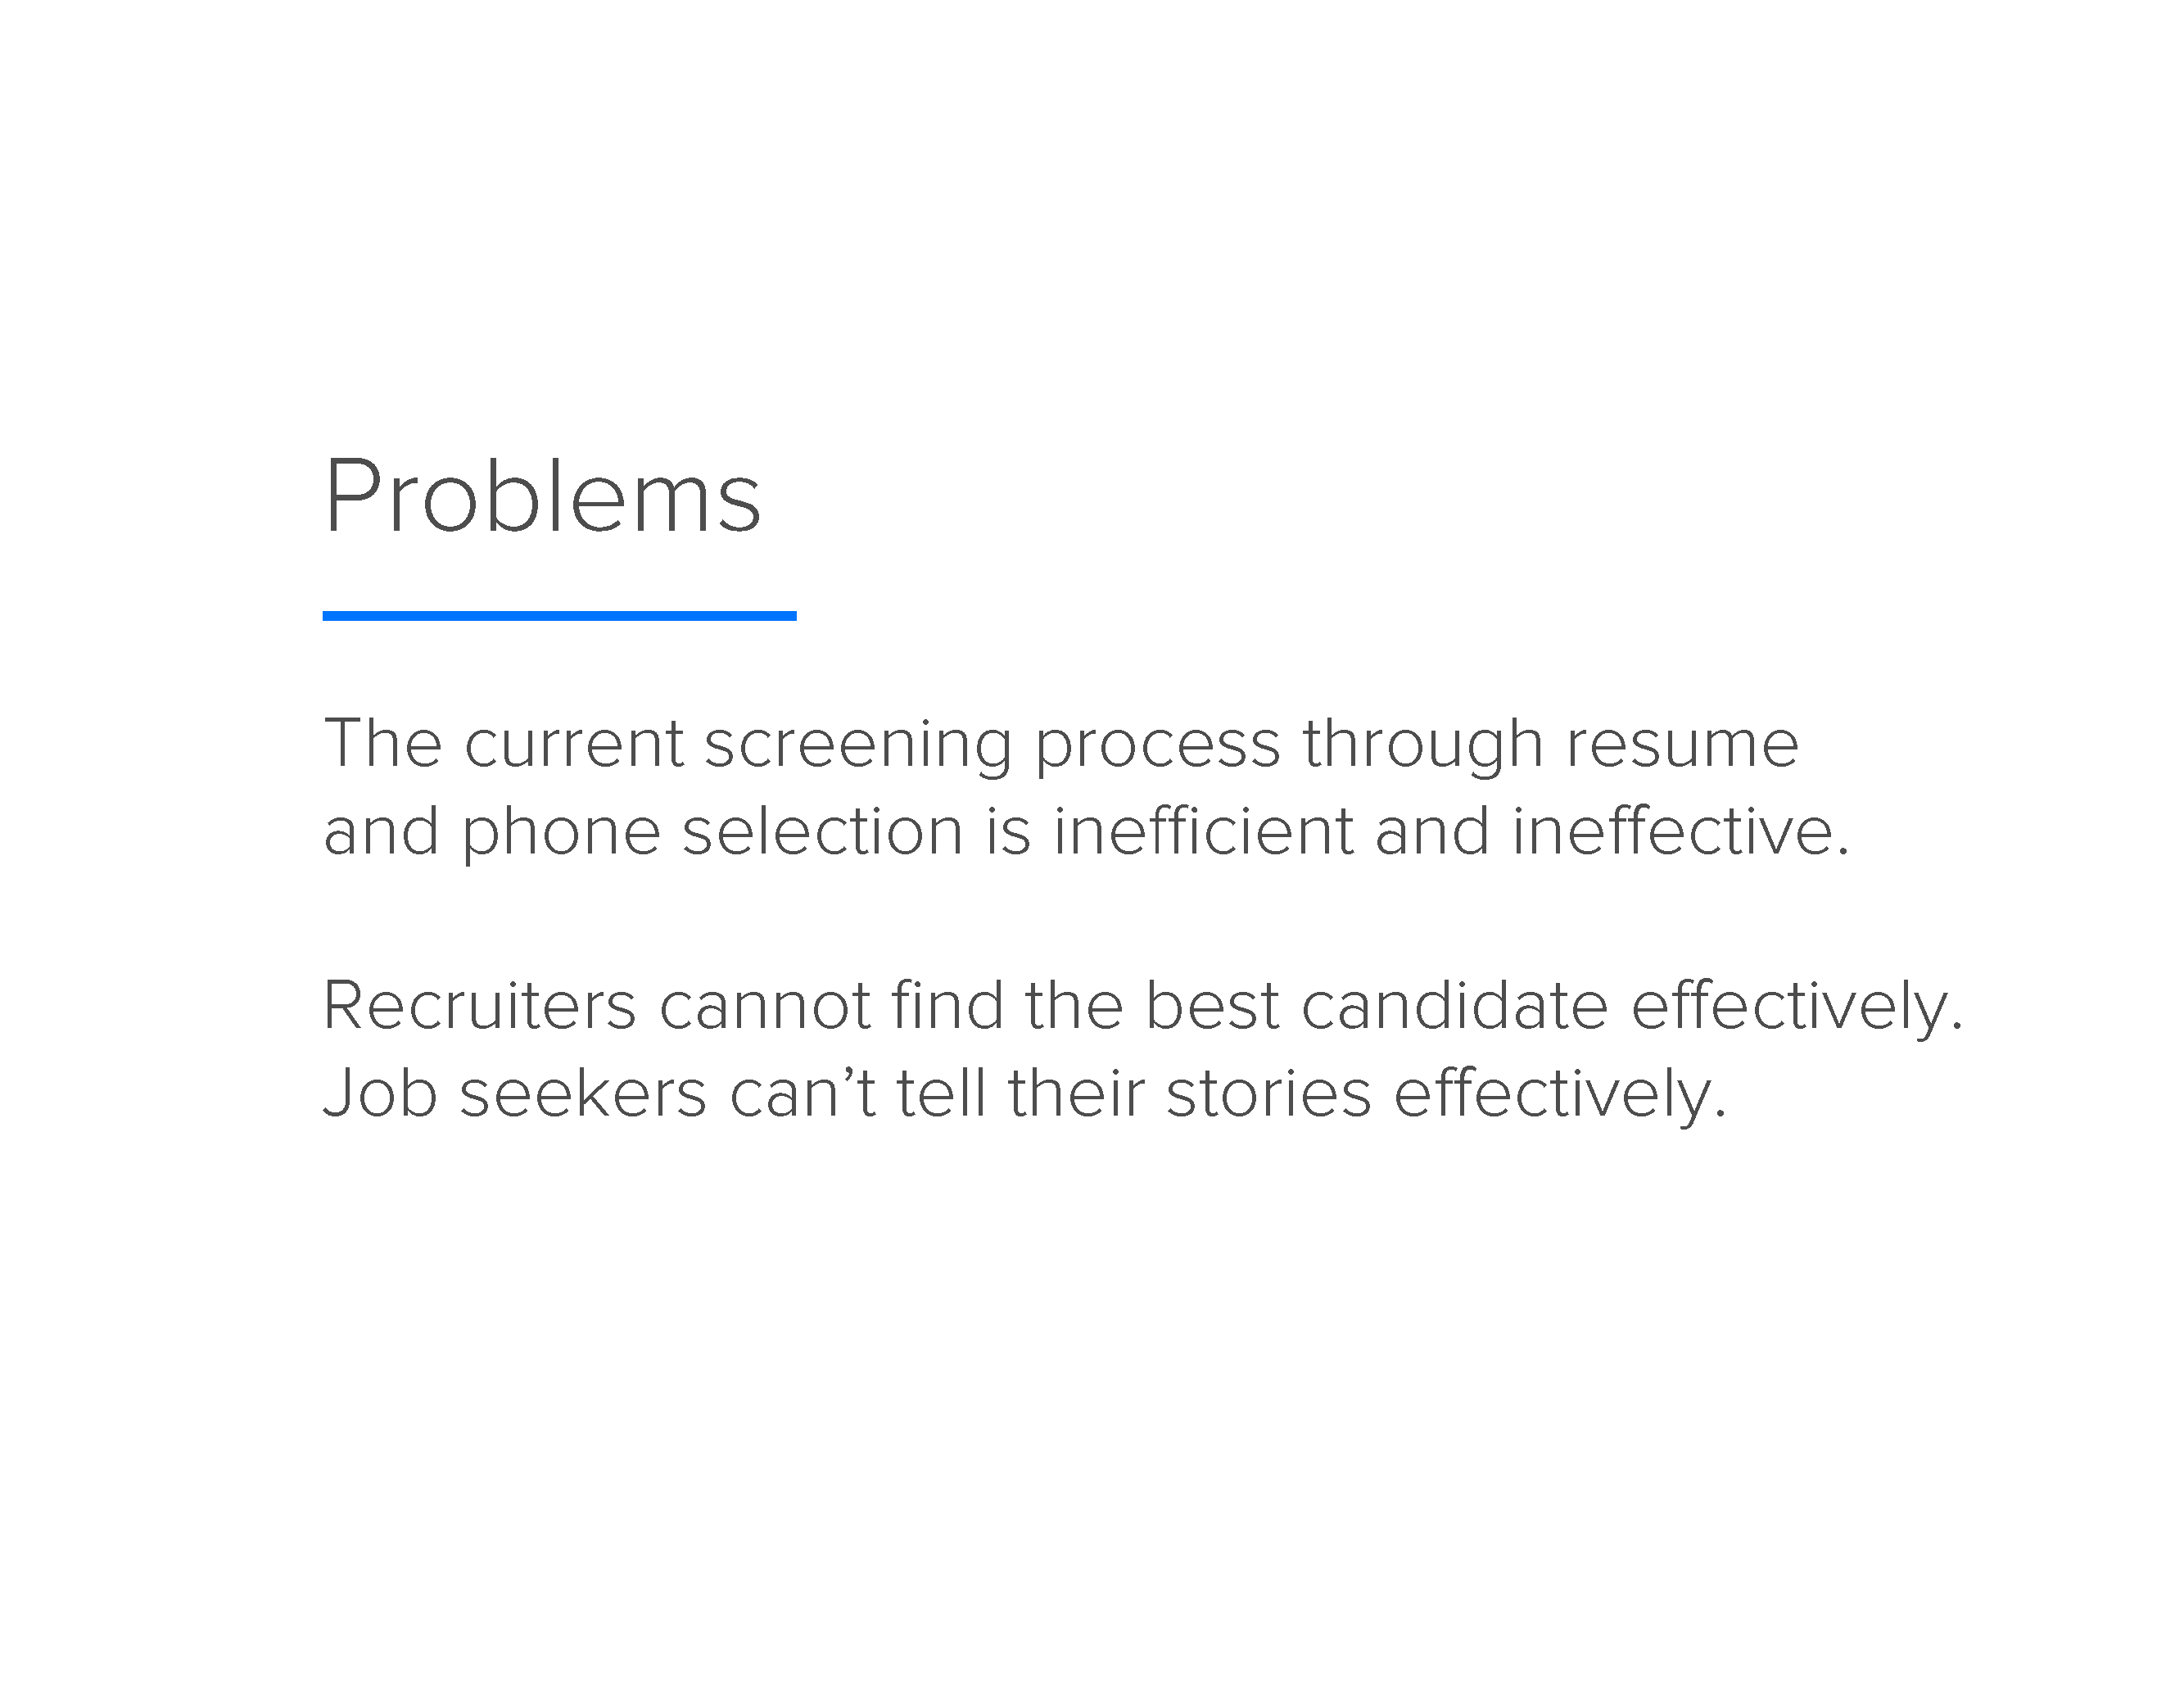 Problems
The current screening process through resume
and phone selection is inefficient and ineffective.
Recruiters cannot find the best candidate effectively.
Job seekers can’t tell their stories effectively.